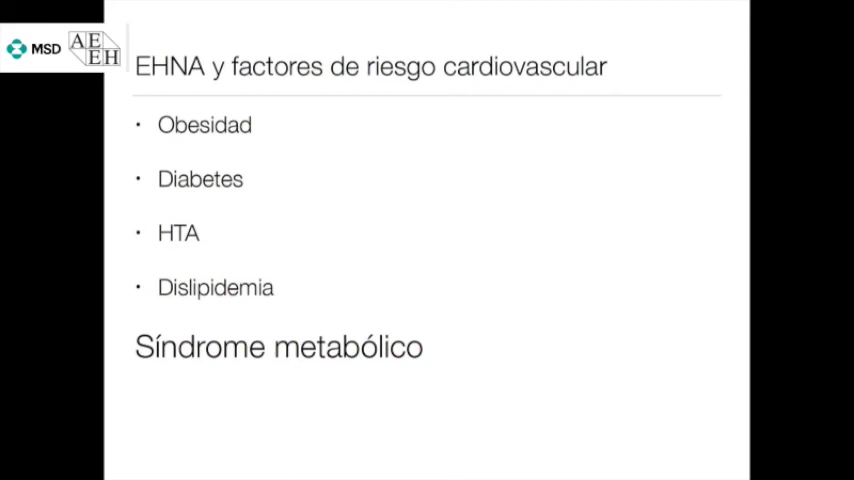 MSD
AE
EH
EHNA y factores de riesgo cardiovascular
• Obesidad
• Diabetes
• HTA
• Dislipidemia
Síndrome metabólico